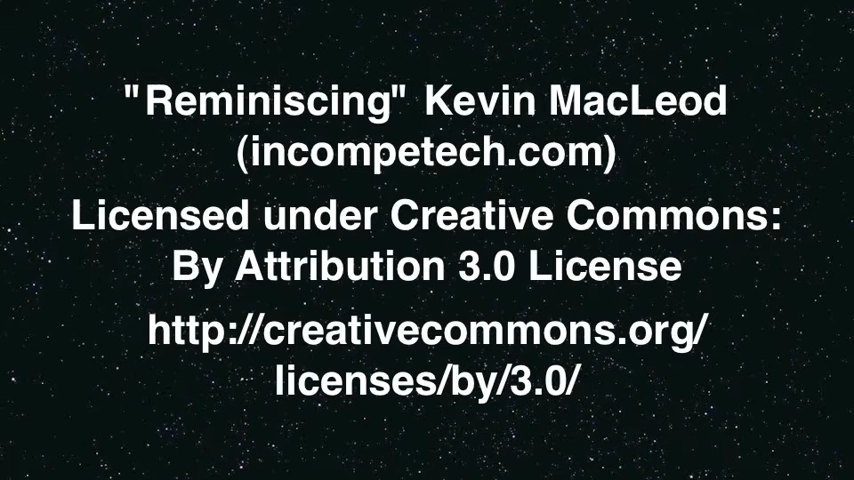 "Reminiscing" Kevin MacLeod
(incompetech.com)
Licensed under Creative Commons:
By Attribution 3.0 License
http://creativecommons.org/
licenses/by/3.0/